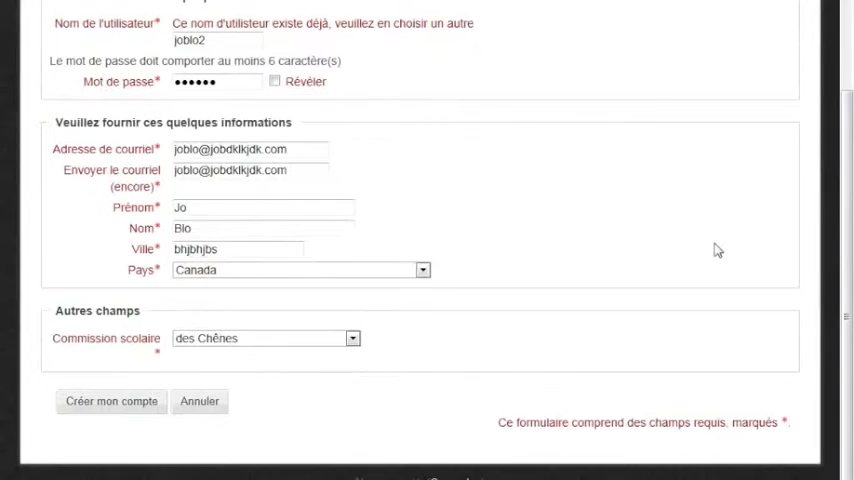 Nom de l'utilisateur* Ce nom d'utilisteur existe déjà, veuillez en choisir un autre
joblo2
Le mot de passe doit comporter au moins 6 caractère(s)
Mot de passe* •••••• Révéler
Veuillez fournir ces quelques informations
Adresse de courriel* joblo@jobdklkjdk.com
Envoyer le courriel joblo@jobdklkjdk.com
(encore)*
Prénom* Jo
Nom* Blo
Ville* bhjbhjbs
Pays* Canada
Autres champs
Commission scolaire des Chênes
*
Créer mon compte Annuler
Ce formulaire comprend des champs requis, marqués *.